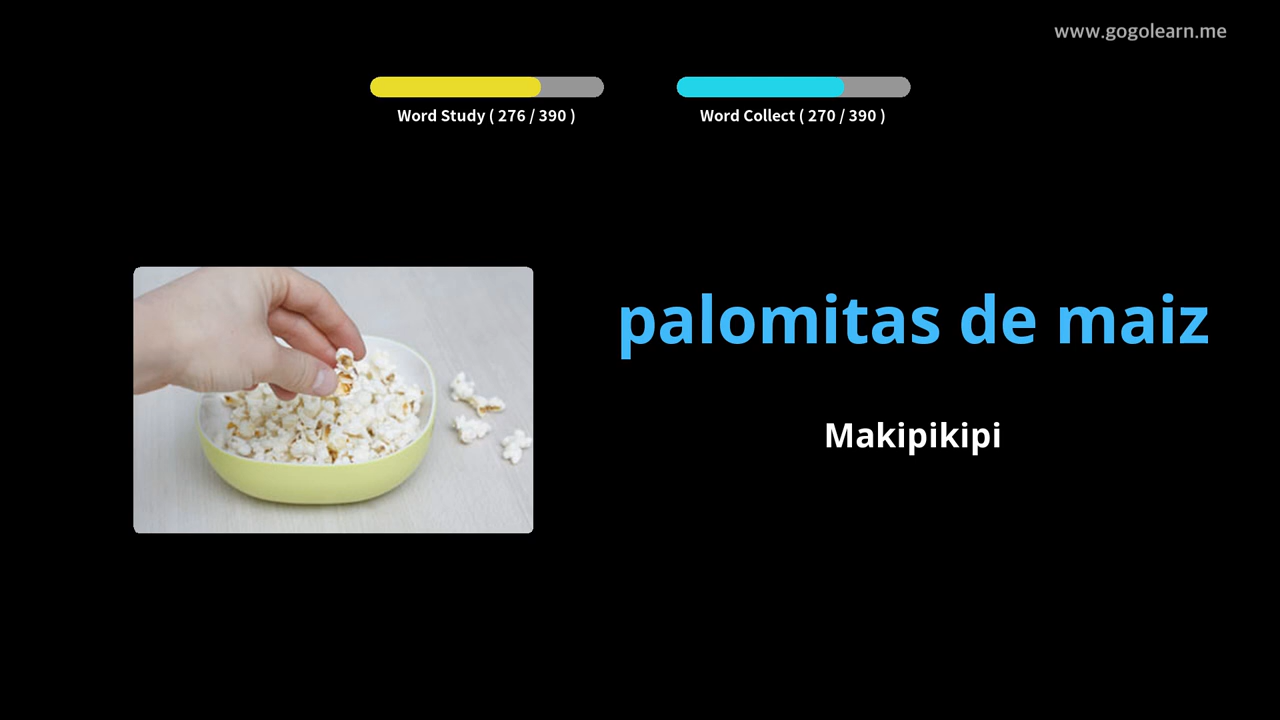 www.gogolearn.me
Word Study ( 276 / 390 )
Word Collect ( 270 / 390 )
palomitas de maiz
Makipikipi